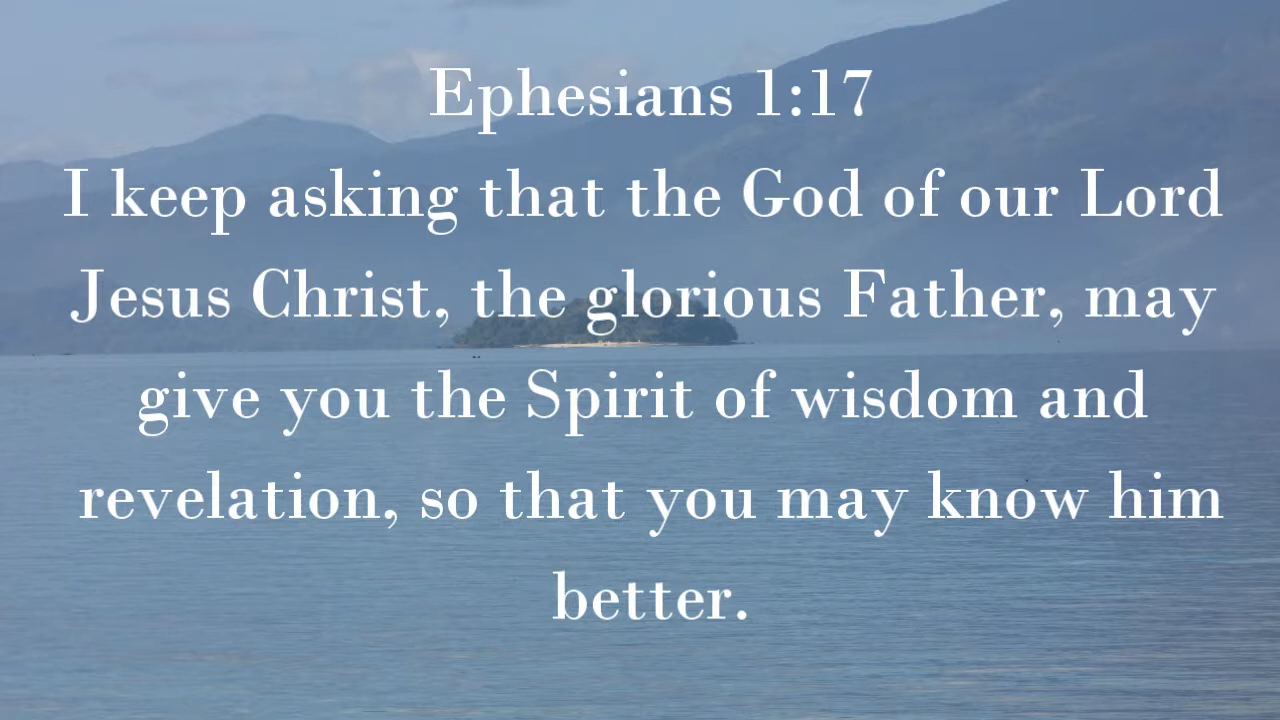 Ephesians 1:17
I keep asking that the God of our Lord
Jesus Christ, the glorious Father, may
give you the Spirit of wisdom and
revelation, so that you may know him
better.